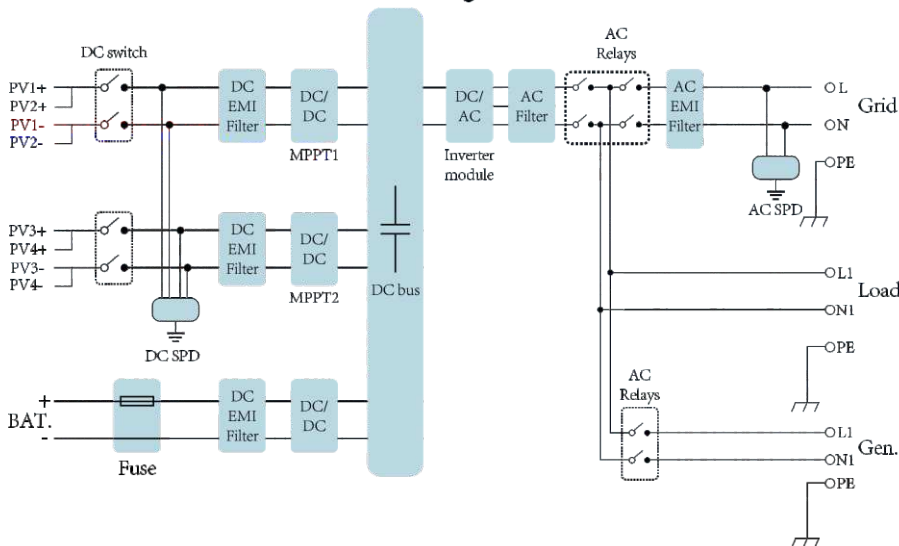 DC switch
PV1+
PV2+
PV1-
PV2-
DC
EMI
Filter
DC/
DC
MPPT1
DC/
AC
Inverter
module
AC
Filter
AC
Relays
AC
EMI
Filter
L
N
Grid
PE
AC SPD
PV3+
PV4+
PV3-
PV4-
DC
EMI
Filter
DC/
DC
MPPT2
DC bus
DC SPD
L1
N1
Load
PE
BAT.
+
-
Fuse
DC
EMI
Filter
DC/
DC
AC
Relays
L1
N1
Gen.
PE